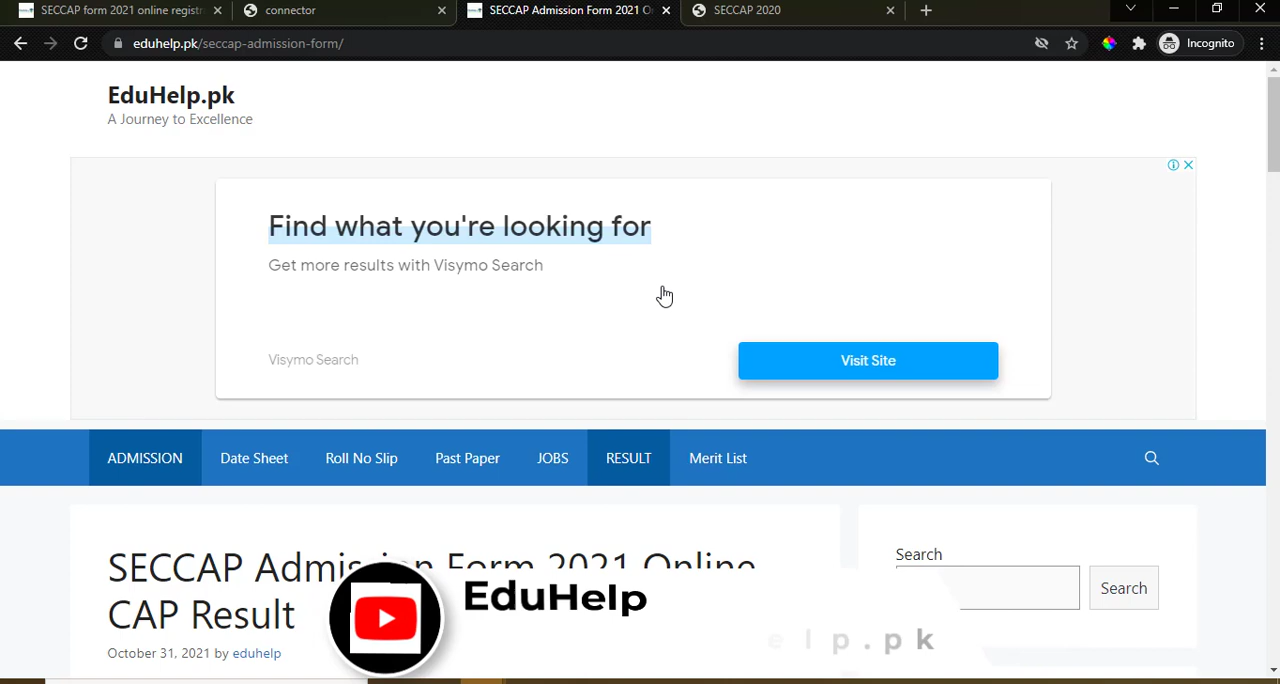 SECCAP form 2021 online registr
connector
SECCAP Admission Form 2021 O
SECCAP 2020
eduhelp.pk/seccap-admission-form/
Incognito
EduHelp.pk
A Journey to Excellence
Find what you're looking for
Get more results with Visymo Search
Visymo Search
Visit Site
ADMISSION
Date Sheet
Roll No Slip
Past Paper
JOBS
RESULT
Merit List
SECCAP Admission Form 2021 Online
CAP Result
October 31, 2021 by eduhelp
Search
Search
EduHelp
e l p . p k